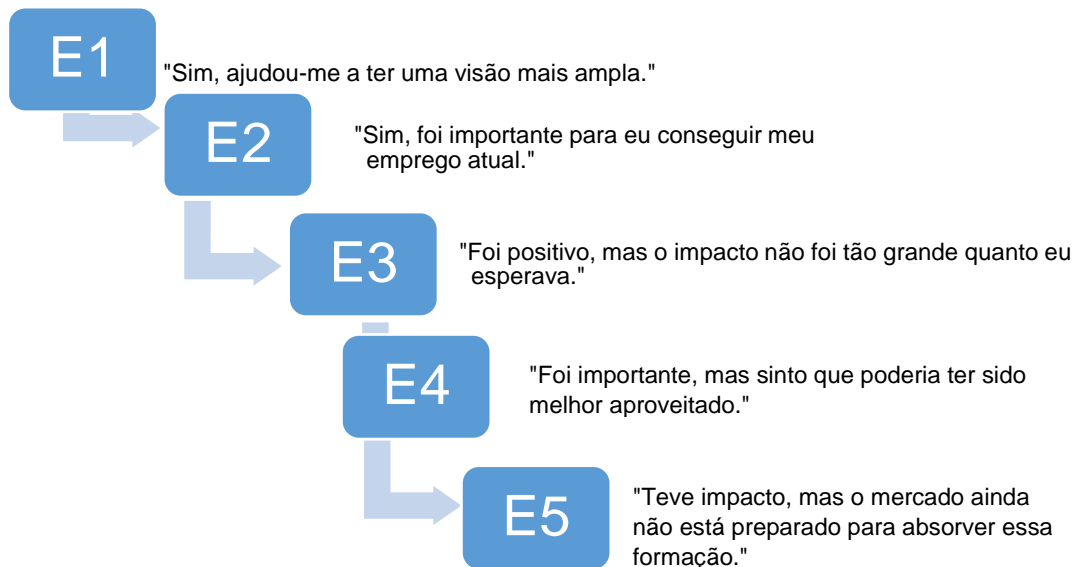 E1
"Sim, ajudou-me a ter uma visão mais ampla."
E2
"Sim, foi importante para eu conseguir meu
emprego atual."
E3
"Foi positivo, mas o impacto não foi tão grande quanto eu
esperava."
E4
"Foi importante, mas sinto que poderia ter sido
melhor aproveitado."
E5
"Teve impacto, mas o mercado ainda
não está preparado para absorver essa
formação."